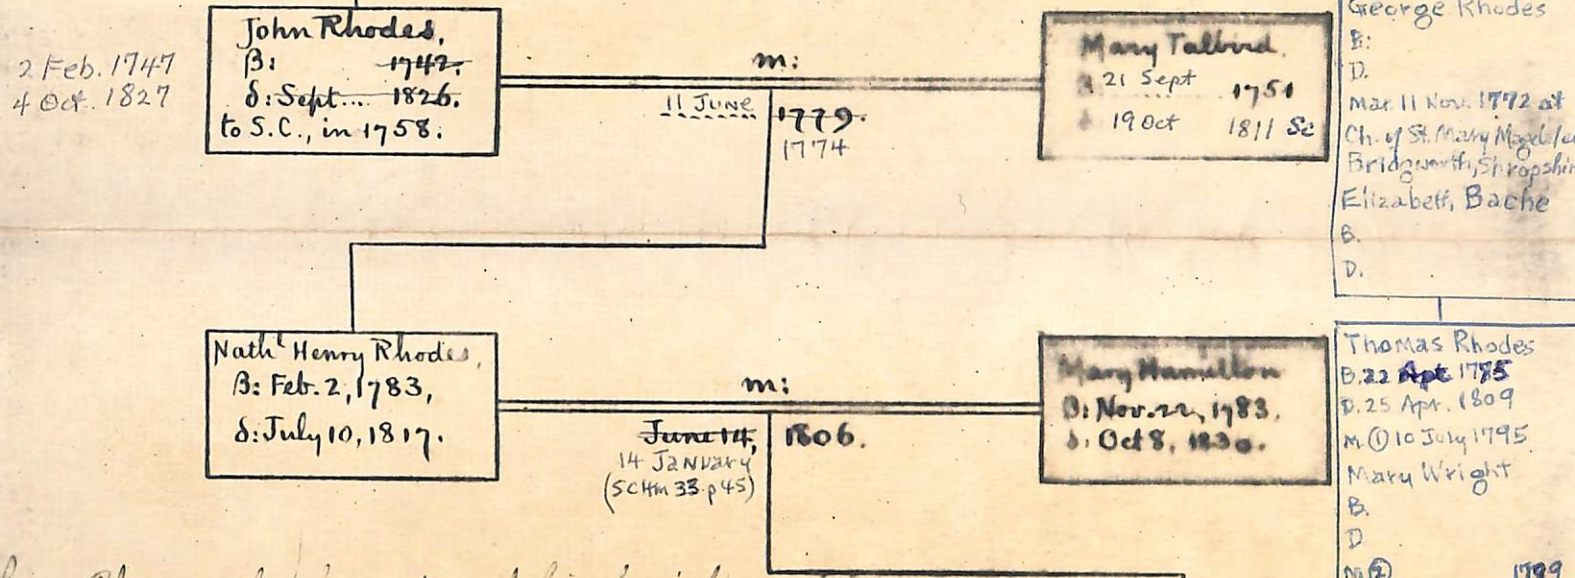 John Rhodes,
B: 1742.
d: Sept.... 1826.
to S.C., in 1758.
2 Feb. 1747
4 Oct. 1827
m:
11 June 1779.
1774
Mary Talbird.
21 Sept 1751
19 Oct 1811 Sc
George Rhodes
B:
D.
Mar. 11 Nov. 1772 at
Ch. of St. Mary Magdalen
Bridgnorth, Shropshir
Elizabeth Bache
B.
D.
Nathl Henry Rhodes,
B: Feb. 2, 1783,
d: July 10, 1817.
m:
June 14, 1806.
14 January
(SCHM 33 p 45)
Mary Hamilton
B: Nov. 22, 1783.
d: Oct 8, 1830.
Thomas Rhodes
B. 22 Apr
D. 25 Apr. 1809
M ① 10 July 1795
Mary Wright
B.
D
M ② 1799